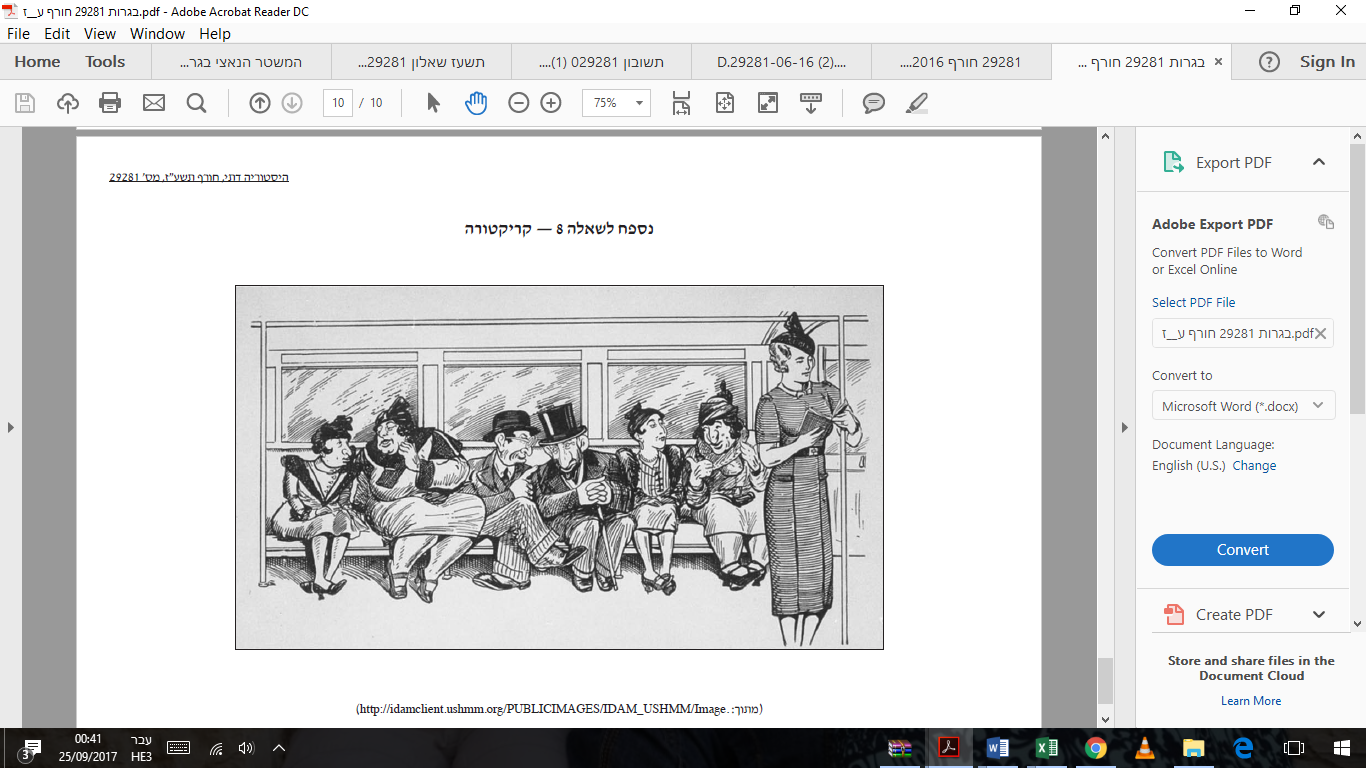 בגרות 29281 חורף ע__ז.pdf - Adobe Acrobat Reader DC
File Edit View Window Help
Home Tools המשטר הנאצי בגר... תשעז שאלון 29281... תשובון 029281 (1).... D.29281-06-16 (2).... 29281 חורף 2016.... בגרות 29281 חורף ... × Sign In
10 / 10 75%
היסטוריה דתי, חורף תשע"ז, מס' 29281
נספח לשאלה 8 — קריקטורה
(מתוך: http://idamclient.ushmm.org/PUBLICIMAGES/IDAM_USHMM/Image.)
Export PDF
Adobe Export PDF
Convert PDF Files to Word
or Excel Online
Select PDF File
בגרות 29281 חורף ע__ז.pdf
Convert to
Microsoft Word (*.docx)
Document Language:
English (U.S.) Change
Convert
Create PDF
Store and share files in the
Document Cloud
Learn More
3 00:41
25/09/2017
עבר
HE3